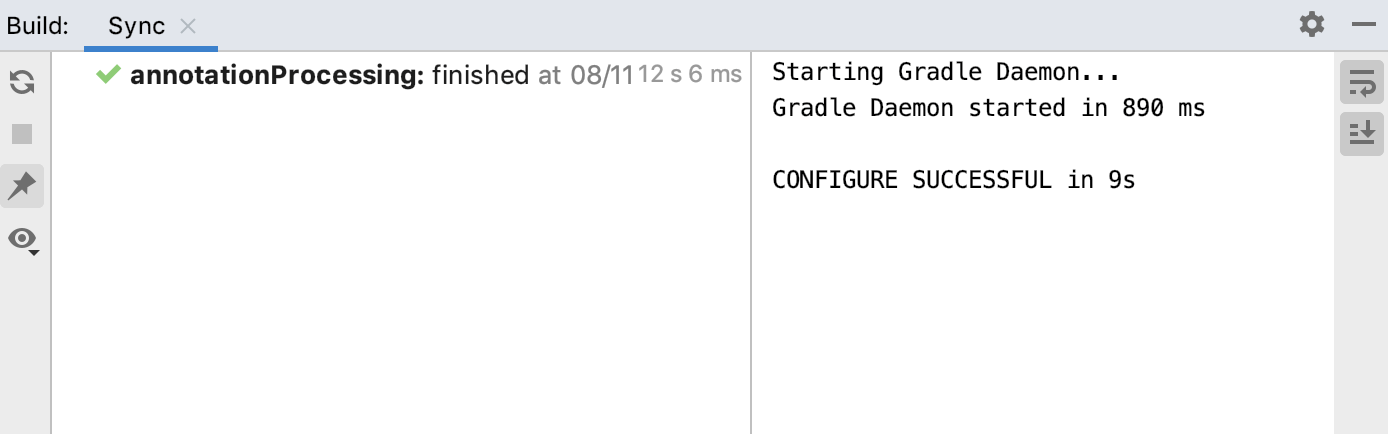 Build: Sync
annotationProcessing: finished at 08/11 12 s 6 ms
Starting Gradle Daemon...
Gradle Daemon started in 890 ms
CONFIGURE SUCCESSFUL in 9s